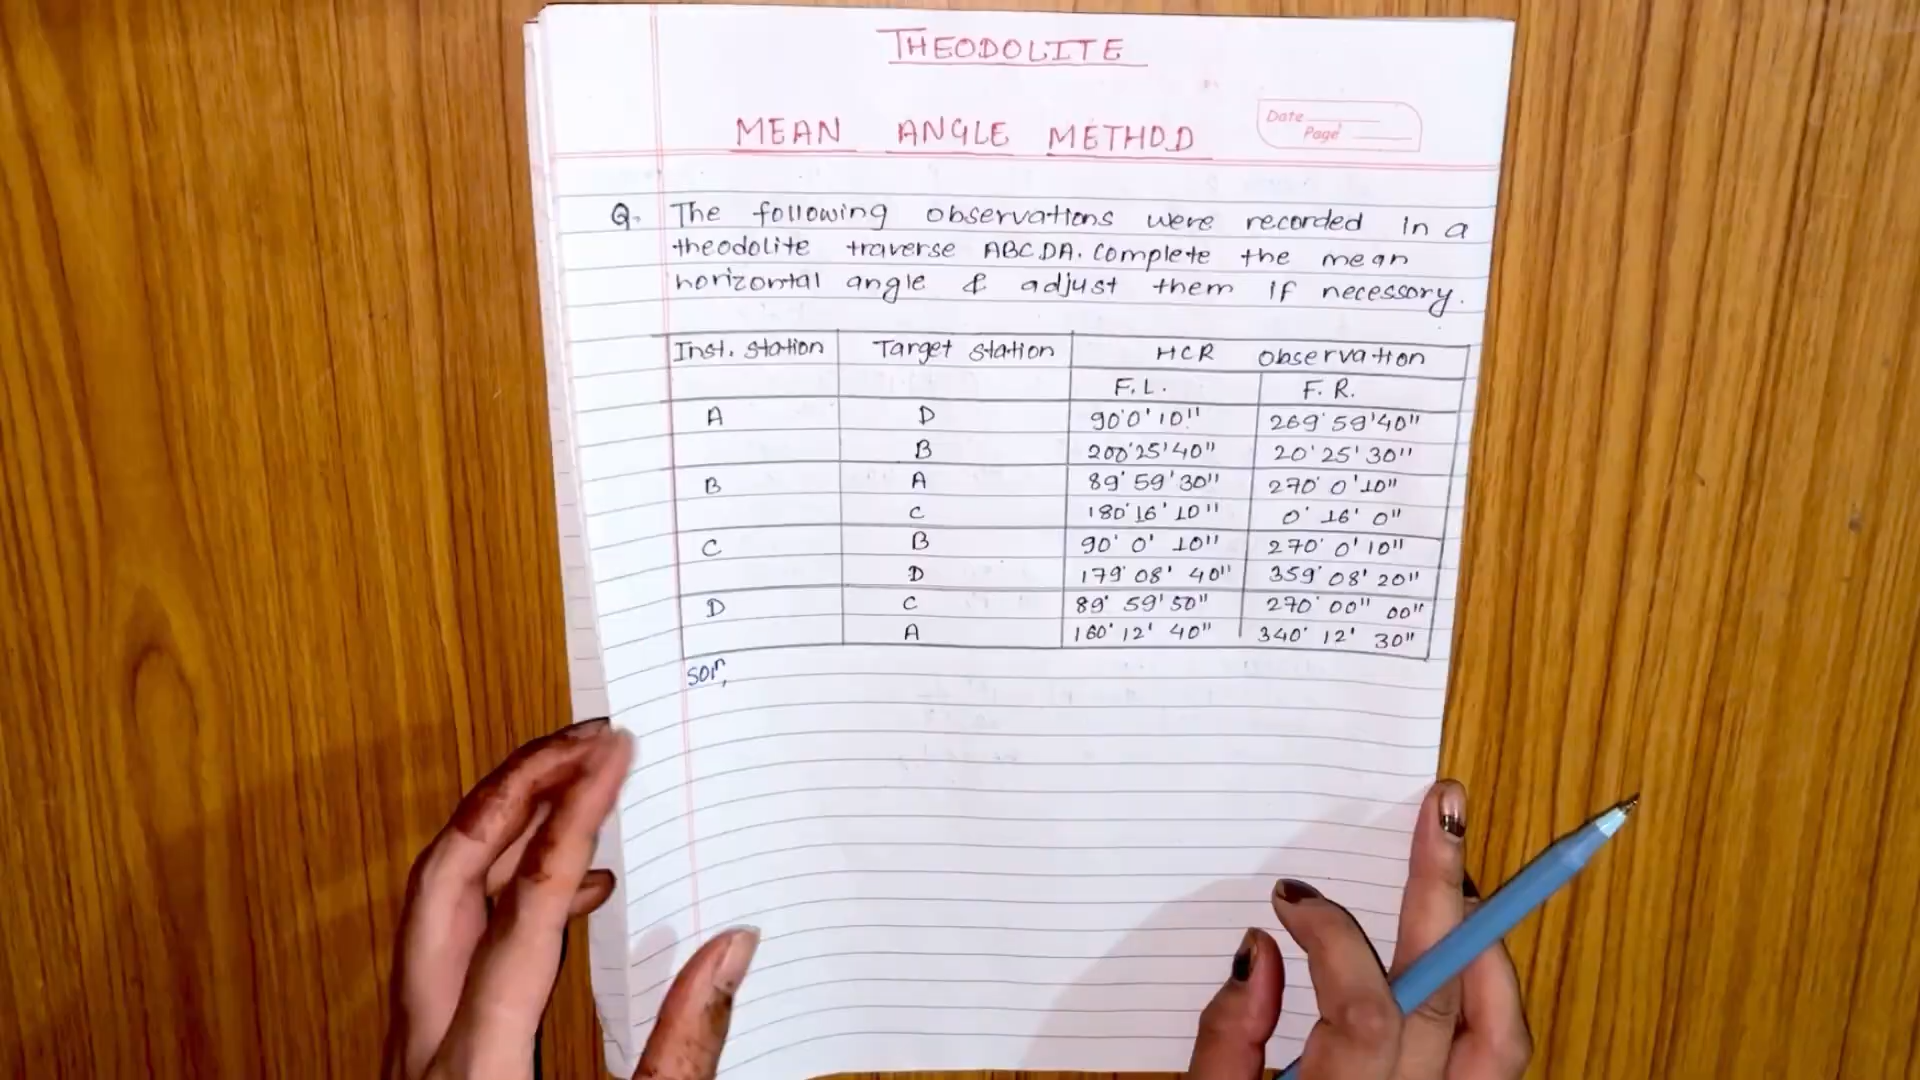 THEODOLITE
MEAN ANGLE METHOD
Date
Page
Q. The following observations were recorded in a
theodolite traverse ABCDA. Complete the mean
horizontal angle & adjust them if necessary.
Inst. station Target station HCR observation
F.L. F.R.
A D 90°0'10" 269°59'40"
B 200°25'40" 20°25'30"
B A 89°59'30" 270°0'10"
C 180°16'10" 0°16'0"
C B 90°0'10" 270°0'10"
D 179°08'40" 359°08'20"
D C 89°59'50" 270°00"00"
A 160°12'40" 340°12'30"
Solⁿ,